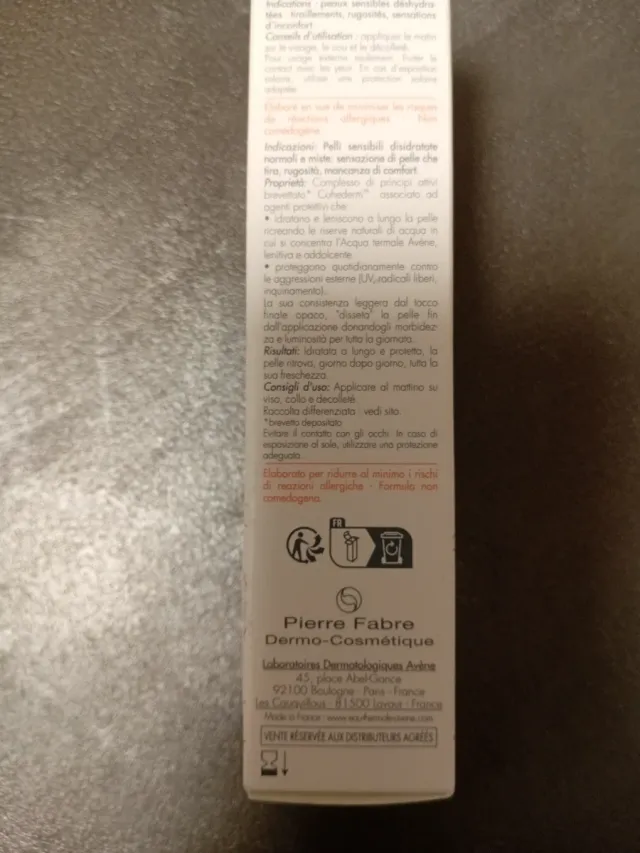 Indications : peaux sensibles déshydra-
tées tiraillements, rugosités, sensations
d'inconfort.
Conseils d'utilisation : appliquer le matin
sur le visage, le cou et le décolleté.
Pour usage externe seulement. Eviter le
contact avec les yeux. En cas d'exposition
solaire, utiliser une protection solaire
adaptée.
Elaboré en vue de minimiser les risques
de réactions allergiques Non
comédogène.
Indicazioni: Pelli sensibili disidratate
normali e miste: sensazione di pelle che
tira, rugosità, mancanza di comfort.
Proprietà: Complesso di principi attivi
brevettato* Cohederm™ associato ad
agenti protettivi che:
• idratano e leniscono a lungo la pelle
ricreando le riserve naturali di acqua in
cui si concentra l'Acqua termale Avène,
lenitiva e addolcente.
• proteggono quotidianamente contro
le aggressioni esterne (UV, radicali liberi,
inquinamento)..
La sua consistenza leggera dal tocco
finale opaco, "disseta" la pelle fin
dall'applicazione donandogli morbidez-
za e luminosità per tutta la giornata.
Risultati: idratata a lungo e protetta, la
pelle ritrova, giorno dopo giorno, tutta la
sua freschezza.
Consigli d'uso: Applicare al mattino su
viso, collo e decolleté.
Raccolta differenziata : vedi sito.
*brevetto depositato
Evitare il contatto con gli occhi. In caso di
esposizione al sole, utilizzare una protezione
adeguata.
Elaborato per ridurre al minimo i rischi
di reazioni allergiche - Formula non
comedogena.
FR
Pierre Fabre
Dermo-Cosmétique
Laboratoires Dermatologiques Avène
45, place Abel-Gance
92100 Boulogne - Paris - France
Les Cauquillous - 81500 Lavaur - France
Made in France - www.eauthermaleavene.com
VENTE RÉSERVÉE AUX DISTRIBUTEURS AGRÉÉS